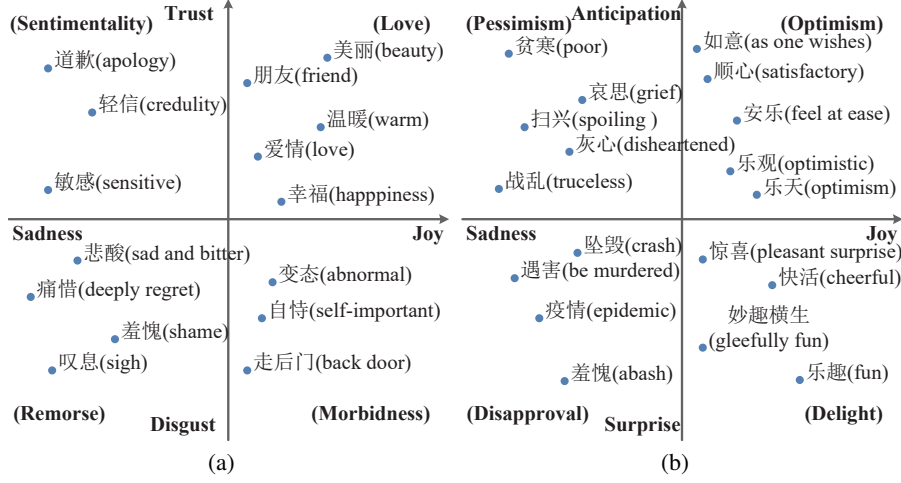 (Sentimentality)
Trust
(Love)
道歉(apology)
美丽(beauty)
朋友(friend)
轻信(credulity)
温暖(warm)
爱情(love)
敏感(sensitive)
幸福(happpiness)
Sadness
Joy
悲酸(sad and bitter)
变态(abnormal)
痛惜(deeply regret)
自恃(self-important)
羞愧(shame)
叹息(sigh)
走后门(back door)
(Remorse)
Disgust
(Morbidness)
(a)
(Pessimism)
Anticipation
(Optimism)
贫寒(poor)
如意(as one wishes)
顺心(satisfactory)
哀思(grief)
扫兴(spoiling )
安乐(feel at ease)
灰心(disheartened)
乐观(optimistic)
战乱(truceless)
乐天(optimism)
Sadness
Joy
坠毁(crash)
惊喜(pleasant surprise)
遇害(be murdered)
快活(cheerful)
疫情(epidemic)
妙趣横生
(gleefully fun)
羞愧(abash)
乐趣(fun)
(Disapproval)
Surprise
(Delight)
(b)